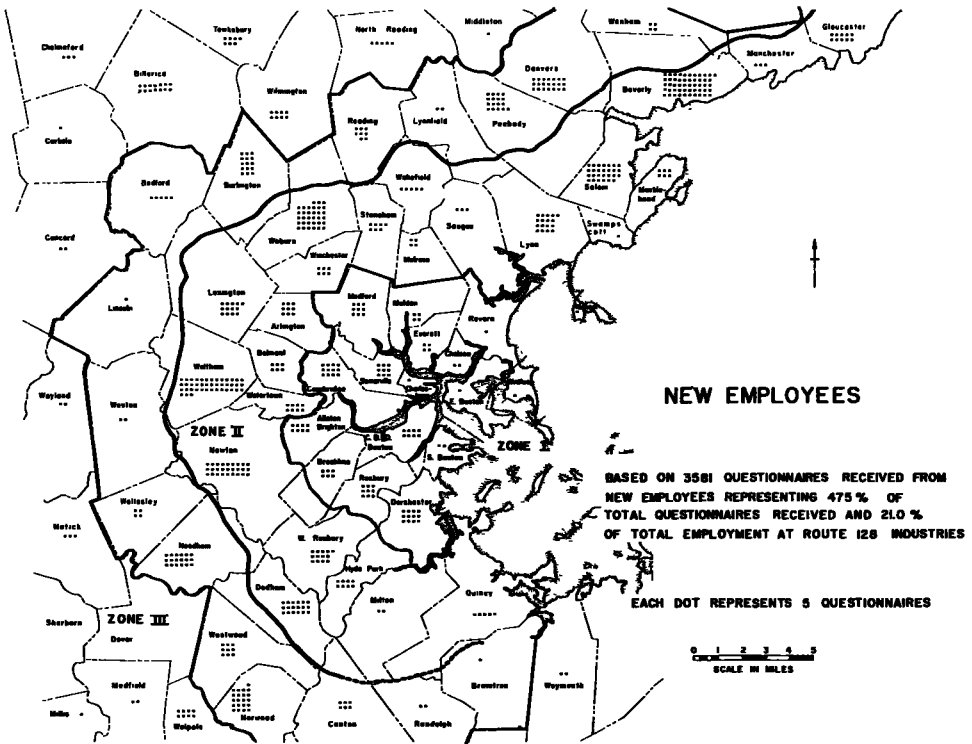 Middleton
Gloucester
Tewksbury
North Reading
Wenham
Manchester
Chelmsford
Danvers
Billerica
Wilmington
Beverly
Reading
Lynnfield
Peabody
Carlisle
Bedford
Burlington
Wakefield
Salem
Marble-
head
Stoneham
Saugus
Swamps
cott
Concord
Woburn
Lynn
Winchester
Melrose
Lexington
Medford
Malden
Lincoln
Revere
Arlington
Everett
Belmont
Chelsea
Waltham
Somerville
Wayland
Weston
Watertown
E. Boston
NEW EMPLOYEES
Allston
Brighton
ZONE II
C.B.D.
Boston
ZONE I
Newton
S. Boston
Brookline
BASED ON 3581 QUESTIONNAIRES RECEIVED FROM
Roxbury
NEW EMPLOYEES REPRESENTING 47.5 % OF
Wellesley
Dorchester
TOTAL QUESTIONNAIRES RECEIVED AND 21.0 %
Natick
OF TOTAL EMPLOYMENT AT ROUTE 128 INDUSTRIES
Needham
W. Roxbury
Hyde Park
Dedham
Quincy
Milton
EACH DOT REPRESENTS 5 QUESTIONNAIRES
Sherborn
ZONE III
Dover
Westwood
0 1 2 3 4 5
SCALE IN MILES
Medfield
Braintree
Weymouth
Millis
Norwood
Walpole
Canton
Randolph